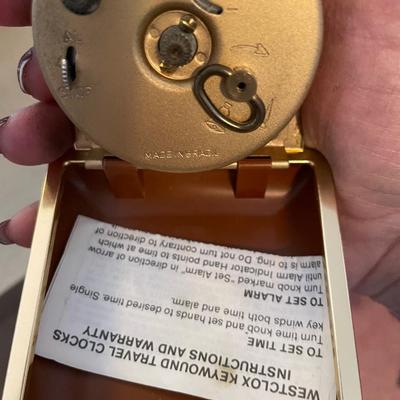 STOP
MADE IN BRAZIL
WESTCLOX KEYWOUND TRAVEL CLOCKS
INSTRUCTIONS AND WARRANTY
TO SET TIME
Turn time knob and set hands to desired time. Single
key winds both time and alarm.
TO SET ALARM
Turn knob marked "Set Alarm" in direction of arrow
until Alarm Indicator Hand points to time at which
alarm is to ring. Do not turn contrary to direction of